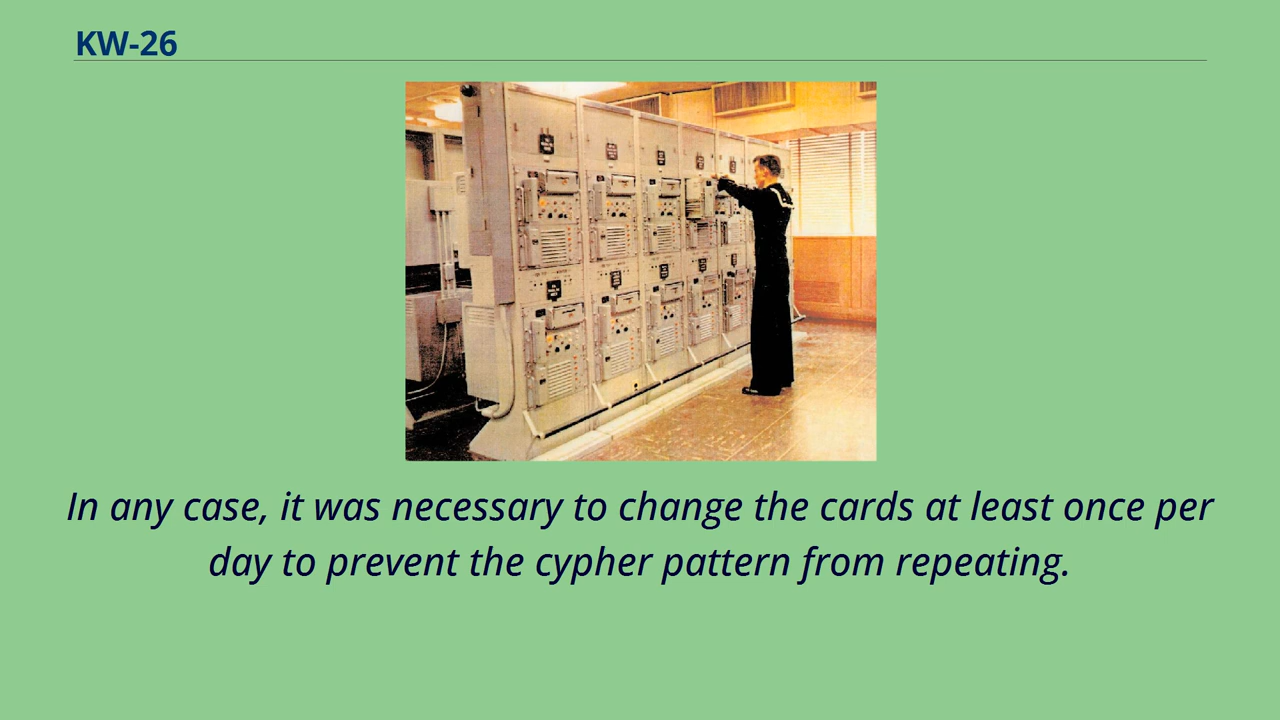 KW-26
In any case, it was necessary to change the cards at least once per
day to prevent the cypher pattern from repeating.